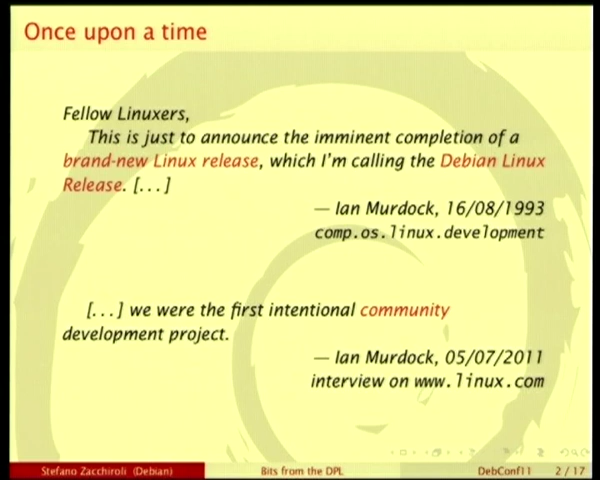 Once upon a time
Fellow Linuxers,
This is just to announce the imminent completion of a
brand-new Linux release, which I'm calling the Debian Linux
Release. [...]
— Ian Murdock, 16/08/1993
comp.os.linux.development
[...] we were the first intentional community
development project.
— Ian Murdock, 05/07/2011
interview on www.linux.com
Stefano Zacchiroli (Debian)
Bits from the DPL
DebConf11
2 / 17